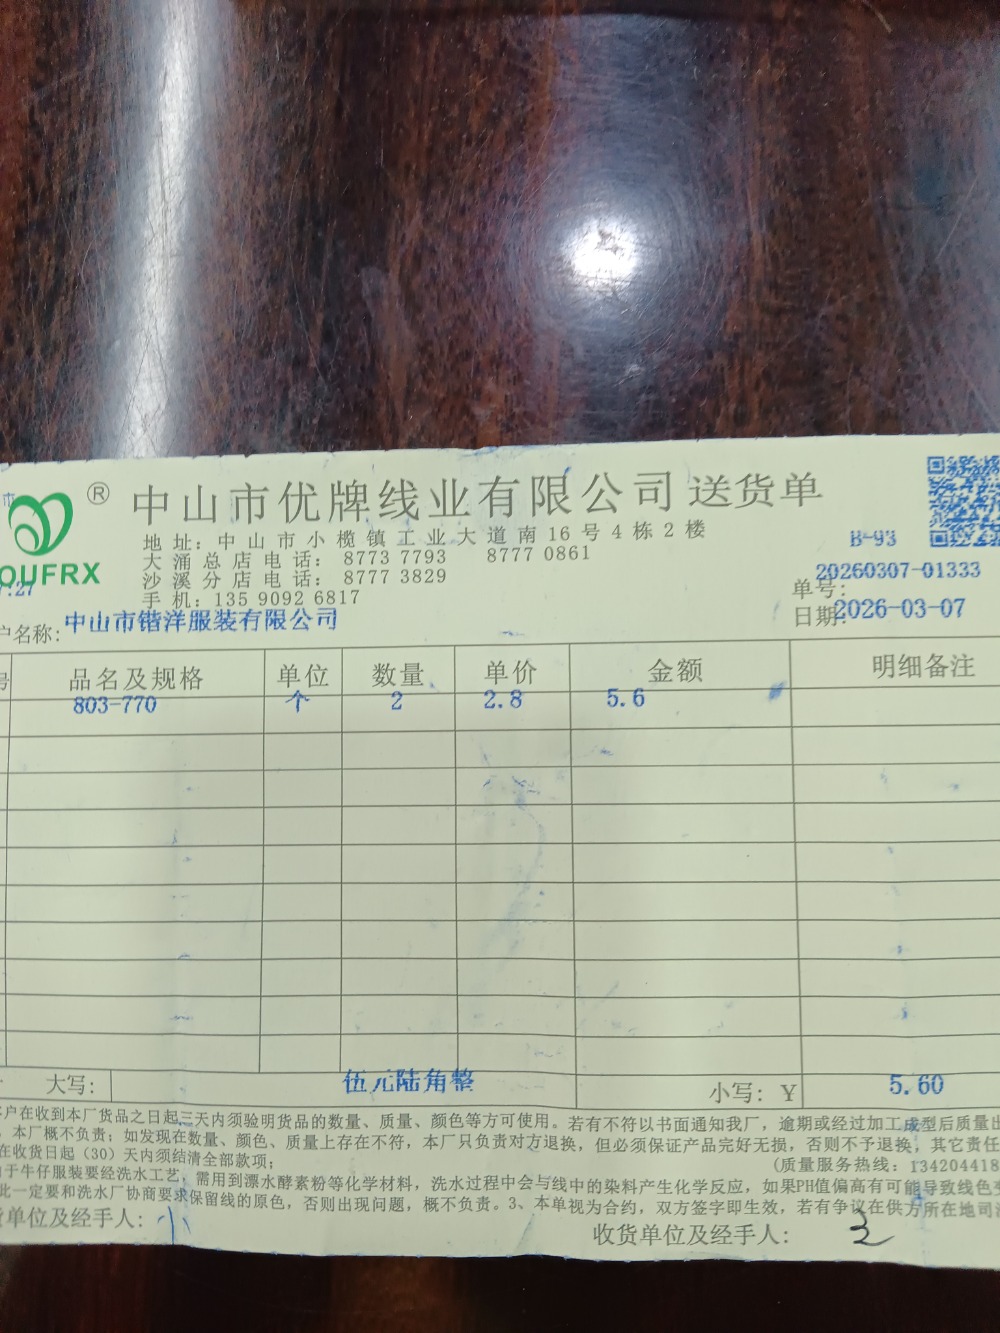 ® 中山市优牌线业有限公司 送货单
OUFRX
地址：中山市小榄镇工业大道南16号4栋2楼
大涌总店电话：8773 7793 8777 0861
沙溪分店电话：8777 3829
手机：135 9092 6817
B-93
单号：20260307-01333
日期：2026-03-07
户名称：中山市锴洋服装有限公司
号 品名及规格 单位 数量 单价 金额 明细备注
803-770 个 2 2.8 5.6
大写： 伍元陆角整 小写：¥ 5.60
客户在收到本厂货品之日起三天内须验明货品的数量、质量、颜色等方可使用。若有不符以书面通知我厂，逾期或经过加工成型后质量出
，本厂概不负责；如发现在数量、颜色、质量上存在不符，本厂只负责对方退换，但必须保证产品完好无损，否则不予退换，其它责任
在收货日起（30）天内须结清全部款项；
(质量服务热线：134204418
由于牛仔服装要经洗水工艺，需用到漂水酵素粉等化学材料，洗水过程中会与线中的染料产生化学反应，如果PH值偏高有可能导致线色变
此一定要和洗水厂协商要求保留线的原色，否则出现问题，概不负责。3、本单视为合约，双方签字即生效，若有争议在供方所在地司法
货单位及经手人： 收货单位及经手人：